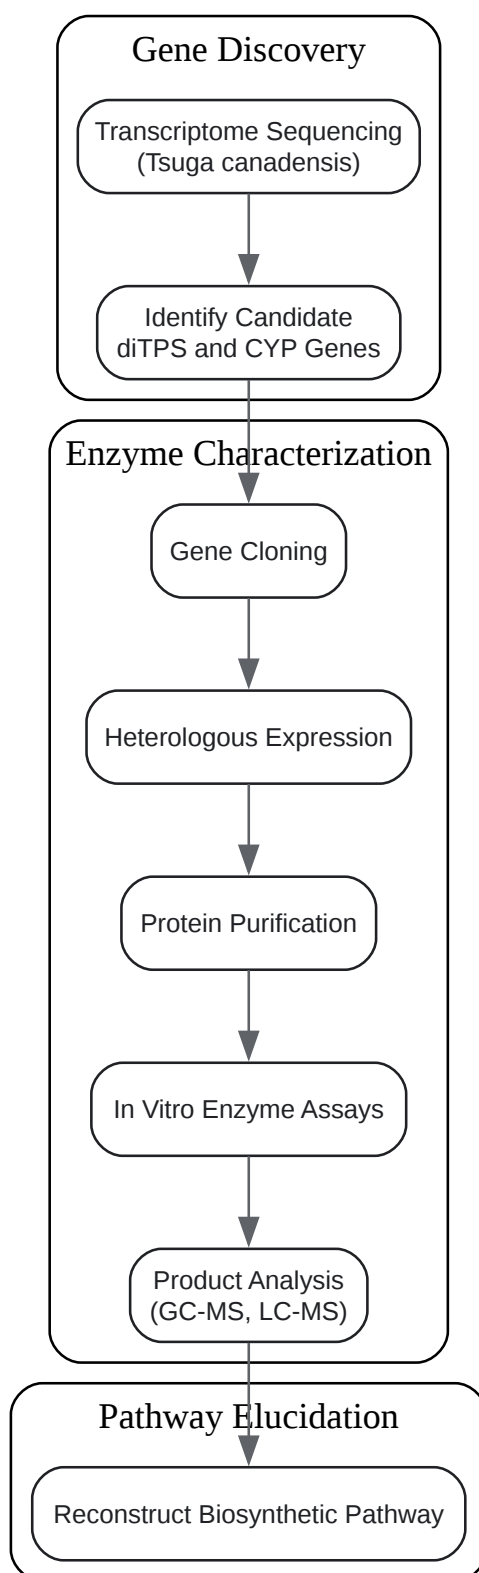 Gene Discovery
Transcriptome Sequencing
(Tsuga canadensis)
Identify Candidate
diTPS and CYP Genes
Enzyme Characterization
Gene Cloning
Heterologous Expression
Protein Purification
In Vitro Enzyme Assays
Product Analysis
(GC-MS, LC-MS)
Pathway Elucidation
Reconstruct Biosynthetic Pathway